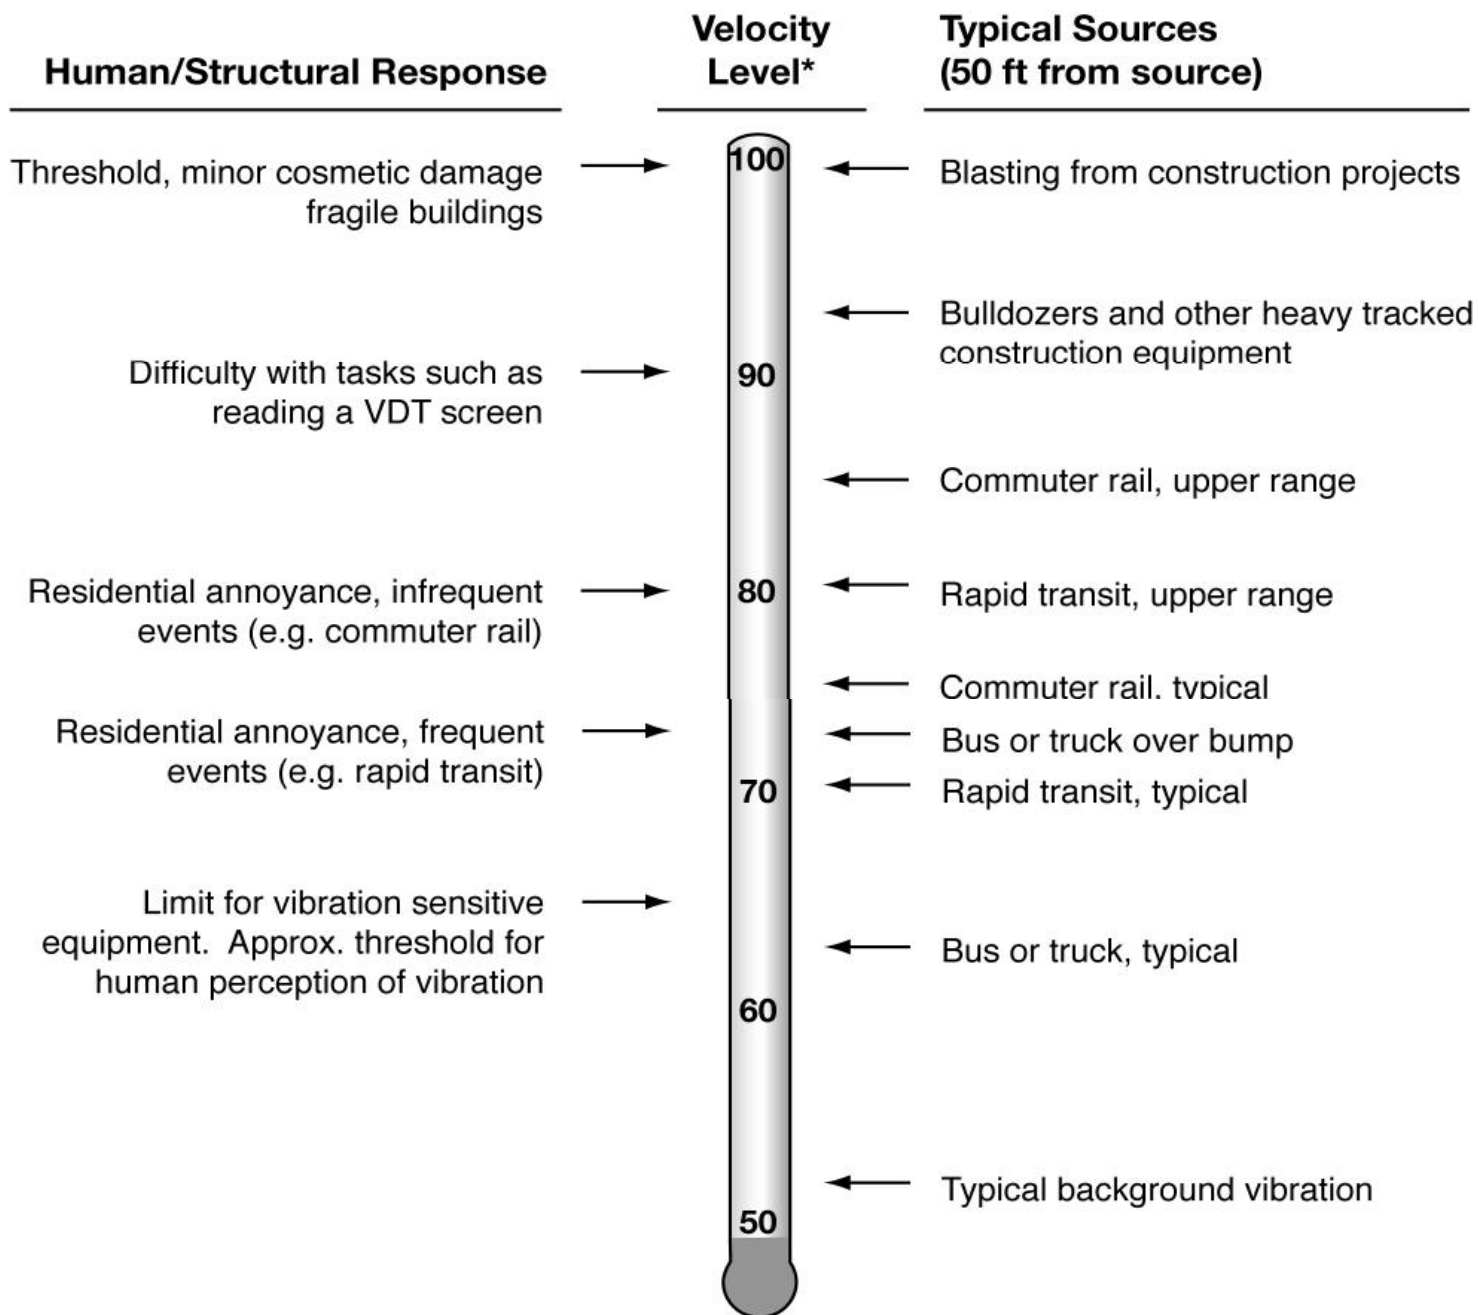 Human/Structural Response
Velocity
Level*
Typical Sources
(50 ft from source)
Threshold, minor cosmetic damage
fragile buildings
100
Blasting from construction projects
Bulldozers and other heavy tracked
construction equipment
Difficulty with tasks such as
reading a VDT screen
90
Commuter rail, upper range
Residential annoyance, infrequent
events (e.g. commuter rail)
80
Rapid transit, upper range
Commuter rail, typical
Residential annoyance, frequent
events (e.g. rapid transit)
Bus or truck over bump
70
Rapid transit, typical
Limit for vibration sensitive
equipment.  Approx. threshold for
human perception of vibration
Bus or truck, typical
60
Typical background vibration
50